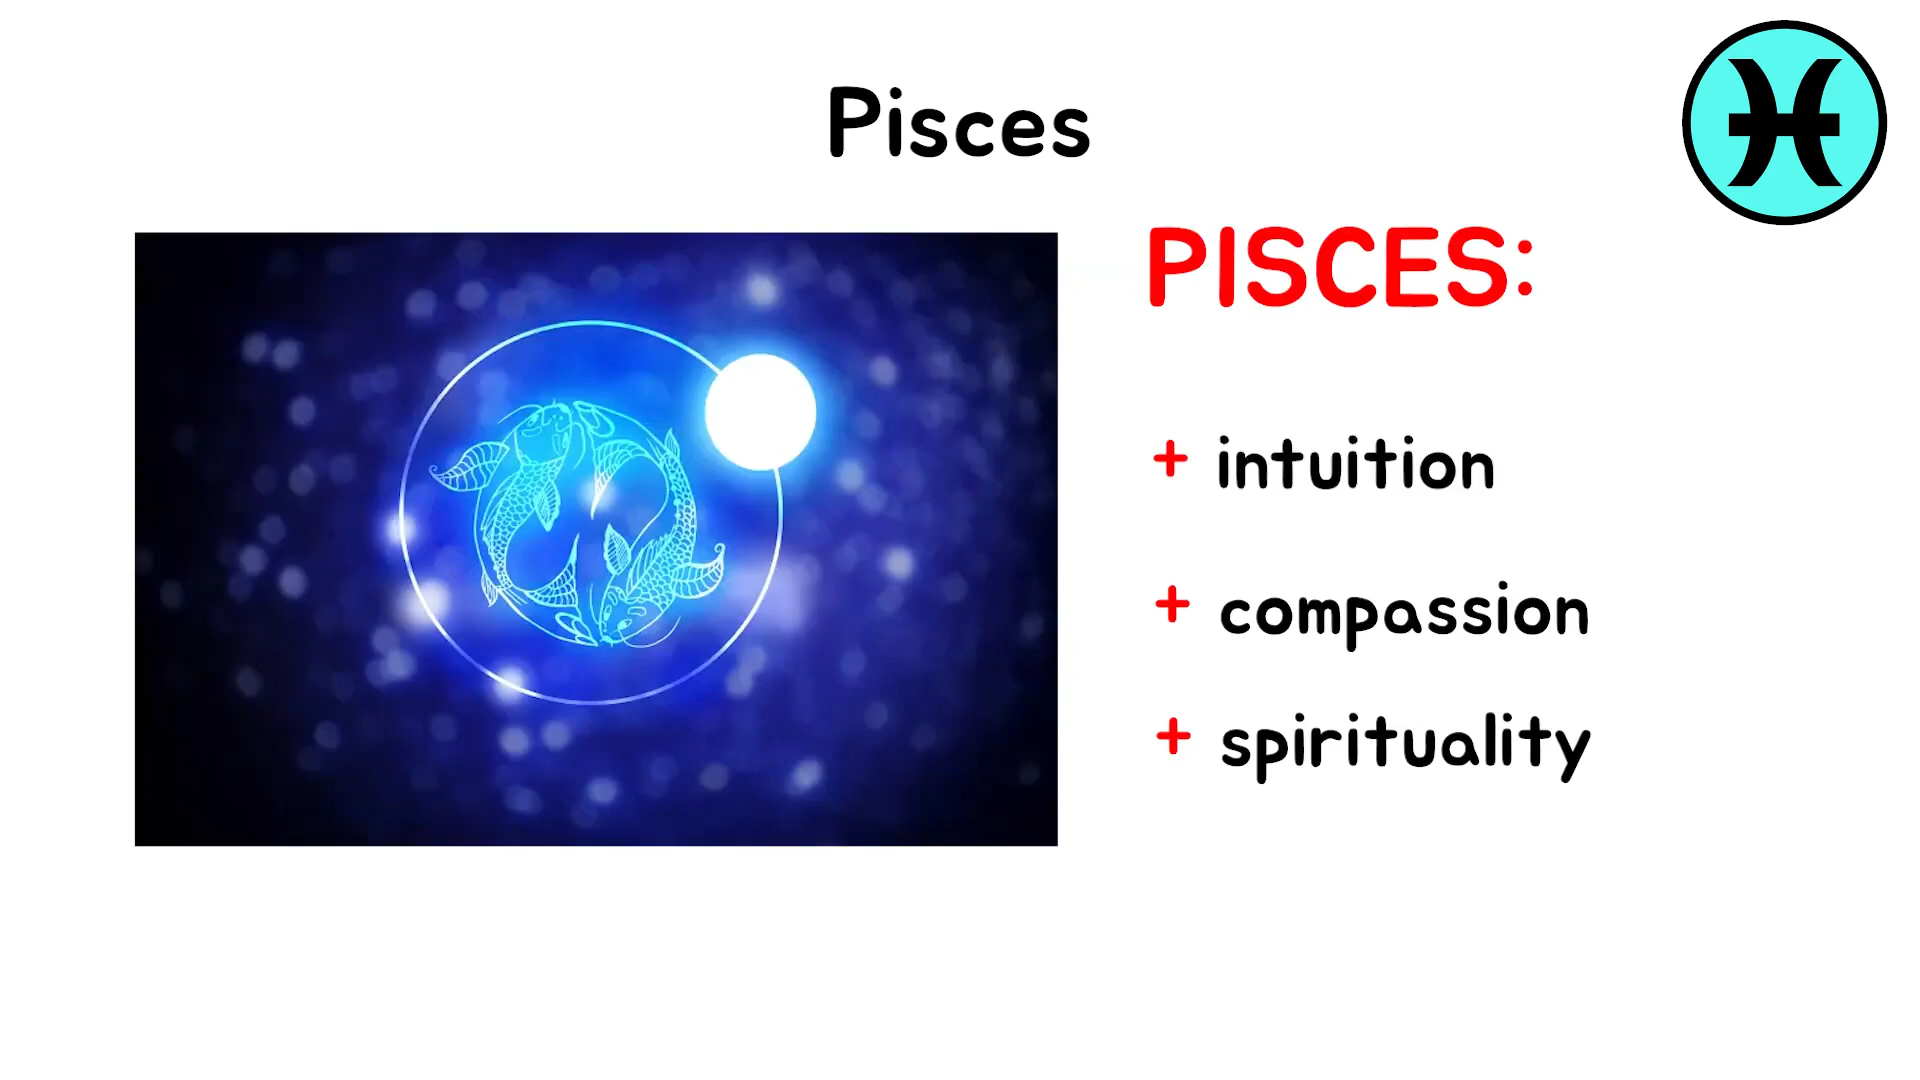 Pisces
PISCES:
+ intuition
+ compassion
+ spirituality